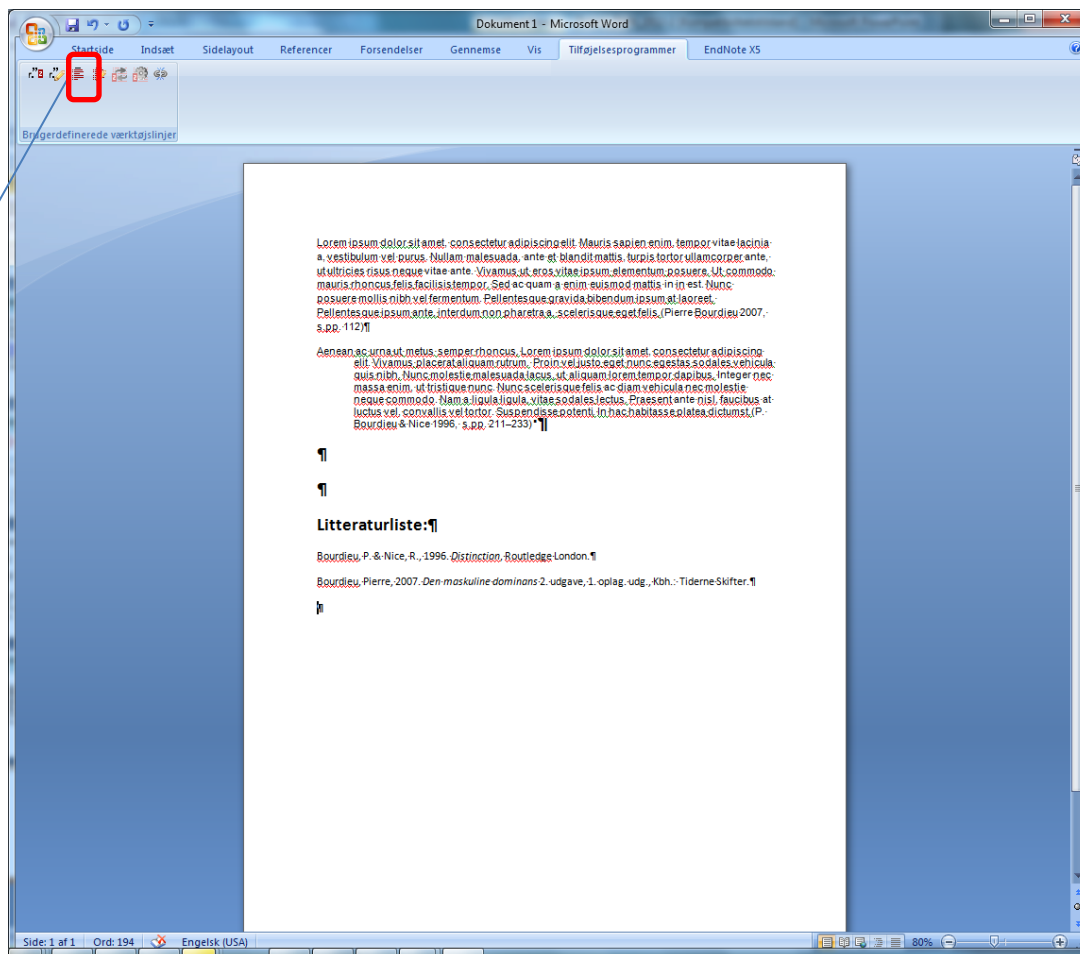 Dokument1 - Microsoft Word
Startside Indsæt Sidelayout Referencer Forsendelser Gennemse Vis Tilføjelsesprogrammer EndNote X5
Brugerdefinerede værktøjslinjer
Lorem ipsum dolor sit amet, consectetur adipiscing elit. Mauris sapien enim, tempor vitae lacinia
a, vestibulum vel purus. Nullam malesuada, ante et blandit mattis, turpis tortor ullamcorper ante,
ut ultricies risus neque vitae ante. Vivamus ut eros vitae ipsum elementum posuere. Ut commodo
mauris rhoncus felis facilisis tempor. Sed ac quam a enim euismod mattis in in est. Nunc
posuere mollis nibh vel fermentum. Pellentesque gravida bibendum ipsum at laoreet.
Pellentesque ipsum ante, interdum non pharetra a, scelerisque eget felis.(Pierre Bourdieu 2007,
s.pp. 112)¶
Aenean ac urna ut metus semper rhoncus. Lorem ipsum dolor sit amet, consectetur adipiscing
elit. Vivamus placerat aliquam rutrum. Proin vel justo eget nunc egestas sodales vehicula
quis nibh. Nunc molestie malesuada lacus, ut aliquam lorem tempor dapibus. Integer nec
massa enim, ut tristique nunc. Nunc scelerisque felis ac diam vehicula nec molestie
neque commodo. Nam a ligula ligula, vitae sodales lectus. Praesent ante nisl, faucibus at
luctus vel, convallis vel tortor. Suspendisse potenti. In hac habitasse platea dictumst.(P.
Bourdieu & Nice 1996, s.pp. 211–233)¶
¶
¶
Litteraturliste:¶
Bourdieu, P. & Nice, R., 1996. Distinction, Routledge London.¶
Bourdieu, Pierre, 2007. Den maskuline dominans 2. udgave, 1. oplag. udg., Kbh.: Tiderne Skifter.¶
¶
Side: 1 af 1 Ord: 194 Engelsk (USA) 80%